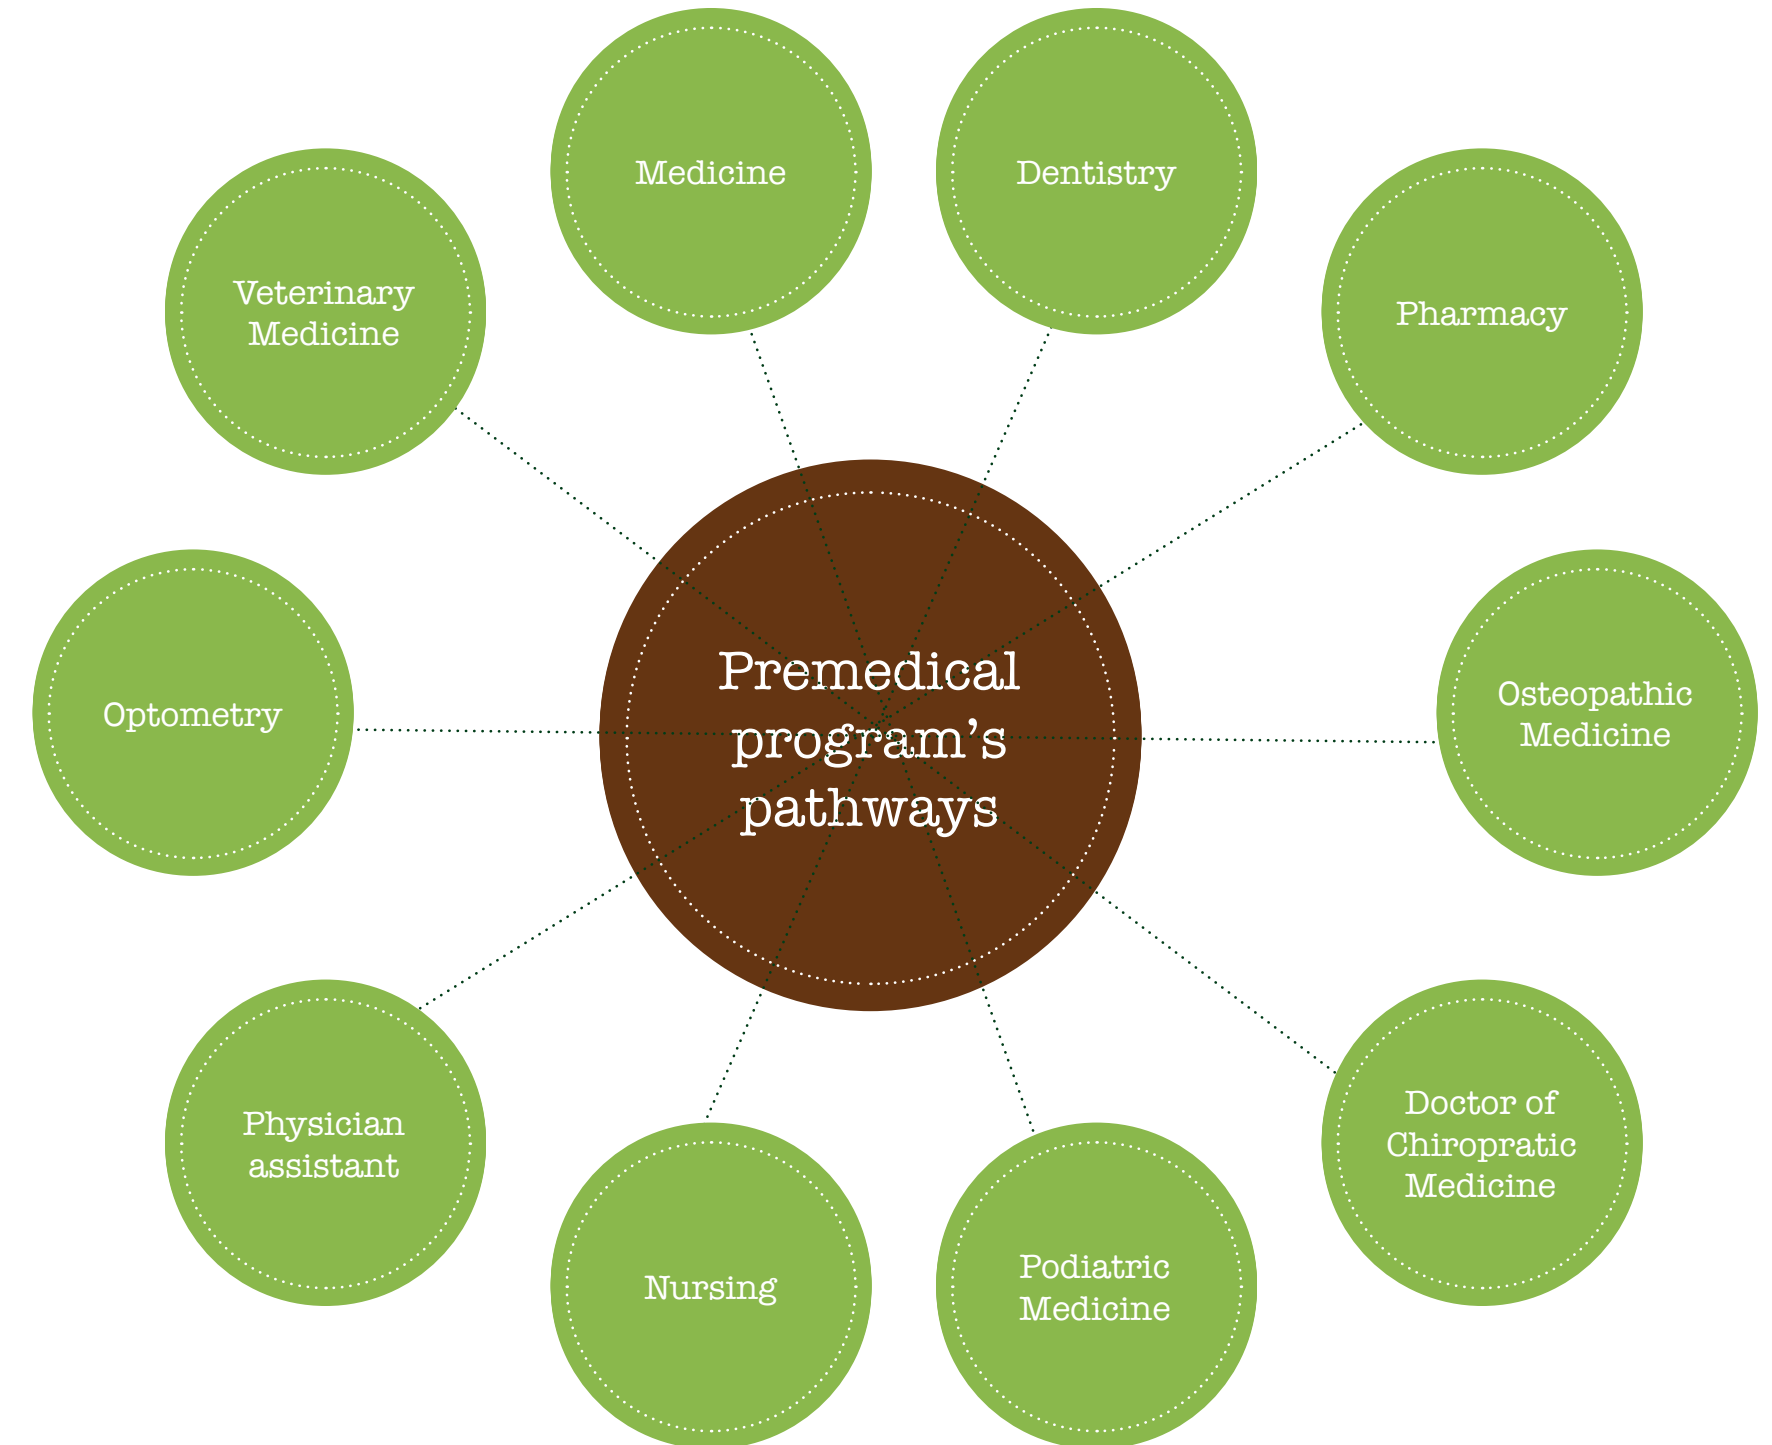 Medicine
Dentistry
Veterinary
Medicine
Pharmacy
Premedical
program’s
pathways
Optometry
Osteopathic
Medicine
Physician
assistant
Doctor of
Chiropratic
Medicine
Nursing
Podiatric
Medicine